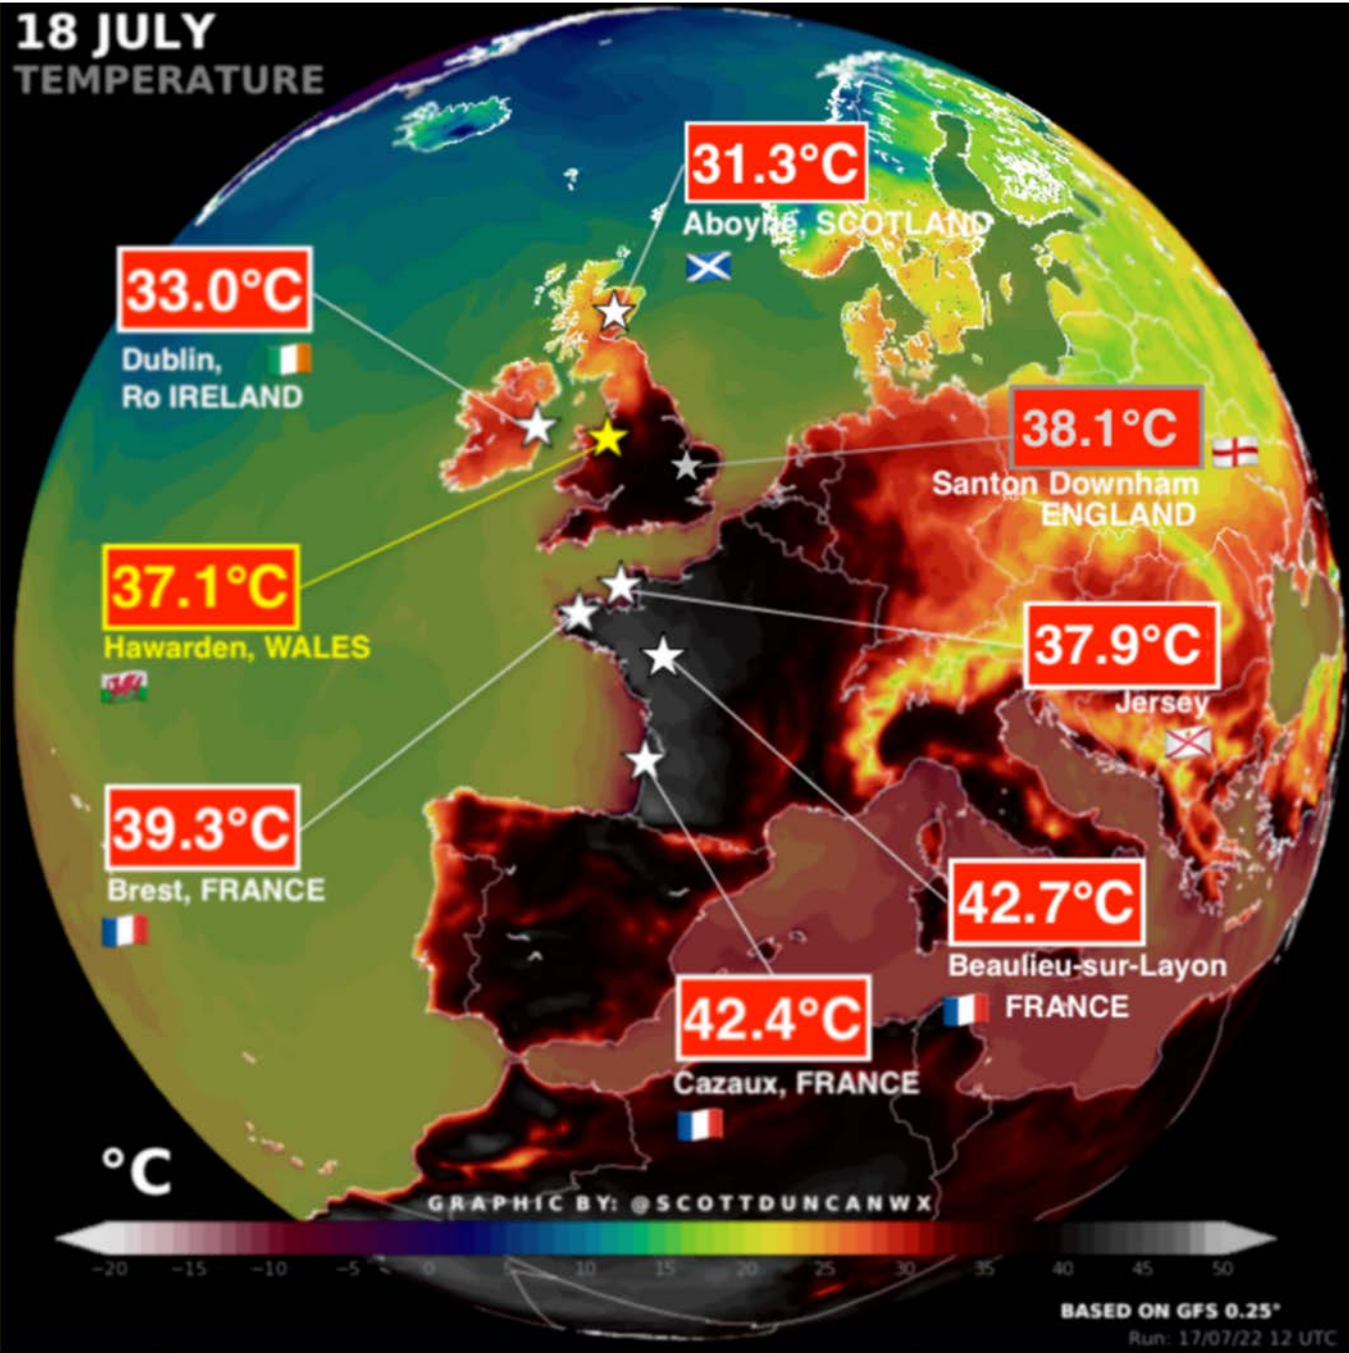 18 JULY
TEMPERATURE
31.3°C
Aboyne, SCOTLAND
33.0°C
Dublin,
Ro IRELAND
38.1°C
Santon Downham
ENGLAND
37.1°C
Hawarden, WALES
37.9°C
Jersey
39.3°C
Brest, FRANCE
42.7°C
Beaulieu-sur-Layon
FRANCE
42.4°C
Cazaux, FRANCE
°C
GRAPHIC BY: @SCOTTDUNCANWX
−20 −15 −10 −5 0 5 10 15 20 25 30 35 40 45 50
BASED ON GFS 0.25°
Run: 17/07/22 12 UTC